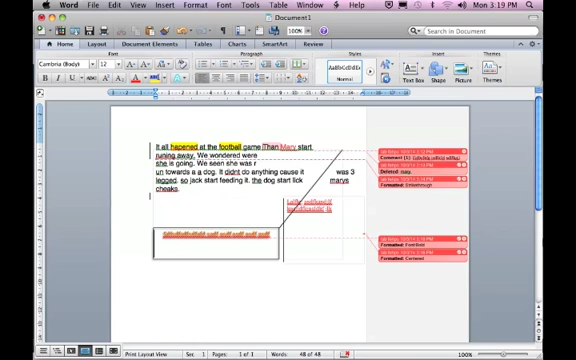 Word File Edit View Insert Format Font Tools Table Window Help Mon 3:19 PM
Document1
100% Search in Document
Home Layout Document Elements Tables Charts SmartArt Review
Font Paragraph Styles Insert Themes
Cambria (Body) 12
Normal
Text Box Shape Picture Themes
It all hapened at the football game Than Mary start
runing away. We wondered were
she is going. We seen she was r
un towards a a dog. It didnt do anything cause it was 3
legged, so jack start feeding it. the dog start lick marys
cheaks.
Deleted:
Formatted: Strikethrough
Formatted:
Formatted: Centered
Print Layout View Sec 1 Pages: 1 of 1 Words: 48 of 48 100%